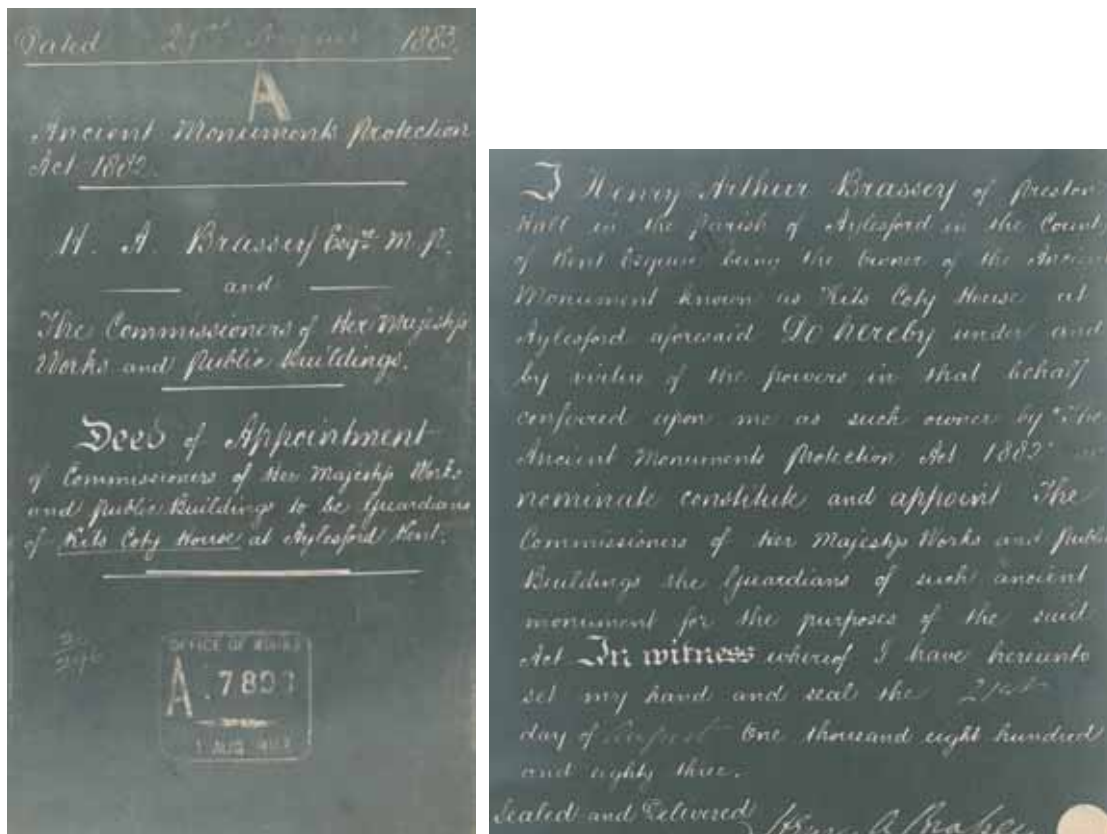 Dated 21st August 1883.
A
Ancient Monuments Protection
Act 1882.
H. A. Brassey Esqre M.P.
and
The Commissioners of Her Majestys
Works and Public Buildings.
Deed of Appointment
of Commissioners of Her Majestys Works
and Public Buildings to be Guardians
of Kits Coty House at Aylesford Kent.
OFFICE OF WORKS
A
AUG
I Henry Arthur Brassey of Preston
Hall in the Parish of Aylesford in the County
of Kent Esquire being the Owner of the Ancien
Monument known as Kits Coty House at
Aylesford aforesaid Do hereby under and
by virtue of the powers in that behalf
conferred upon me as such owner by "The
Ancient Monuments Protection Act 1882"
nominate constitute and appoint The
Commissioners of Her Majestys Works and Public
Buildings the Guardians of such ancient
monument for the purposes of the said
Act In witness whereof I have hereunto
set my hand and seal the 21st
day of August One thousand eight hundred
and eighty three.
Sealed and Delivered